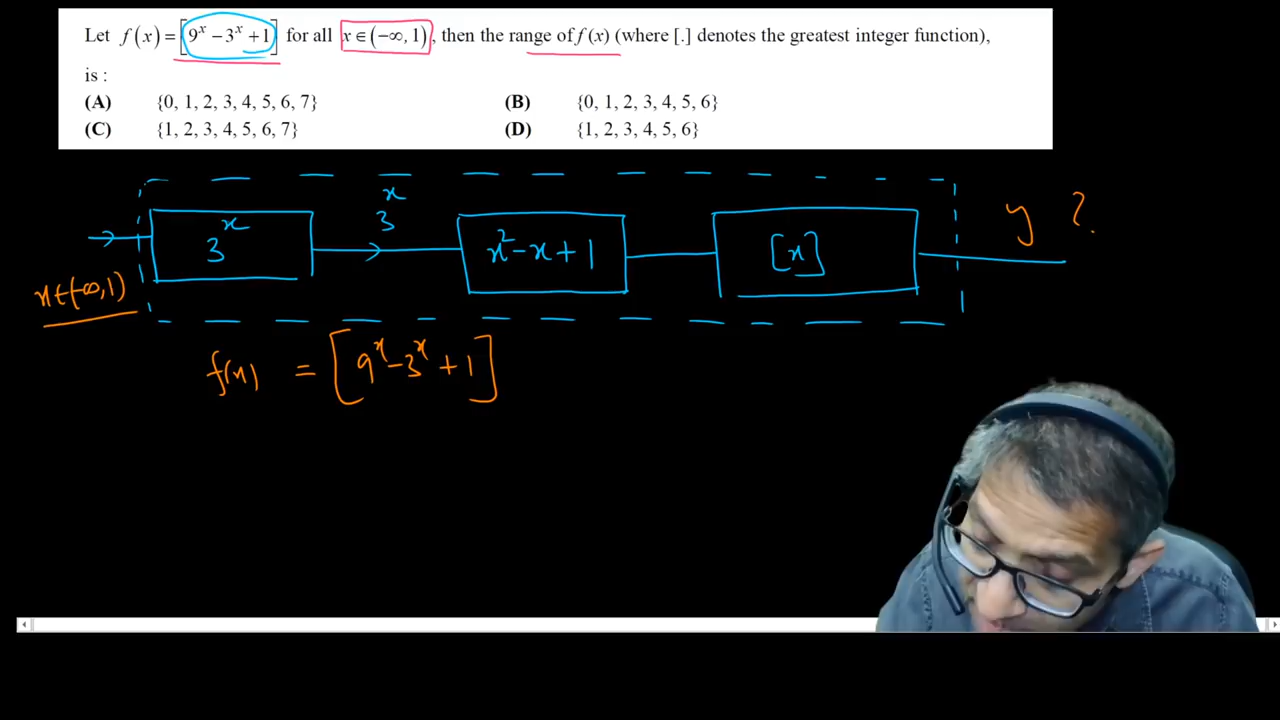 Let f(x) = [9^x − 3^x + 1] for all x ∈ (−∞, 1), then the range of f(x) (where [.] denotes the greatest integer function),
is :
(A) {0, 1, 2, 3, 4, 5, 6, 7} (B) {0, 1, 2, 3, 4, 5, 6}
(C) {1, 2, 3, 4, 5, 6, 7} (D) {1, 2, 3, 4, 5, 6}
3^x 3^x x² − x + 1 [x] y ?
x ∈ (−∞, 1)
f(x) = [9^x − 3^x + 1]